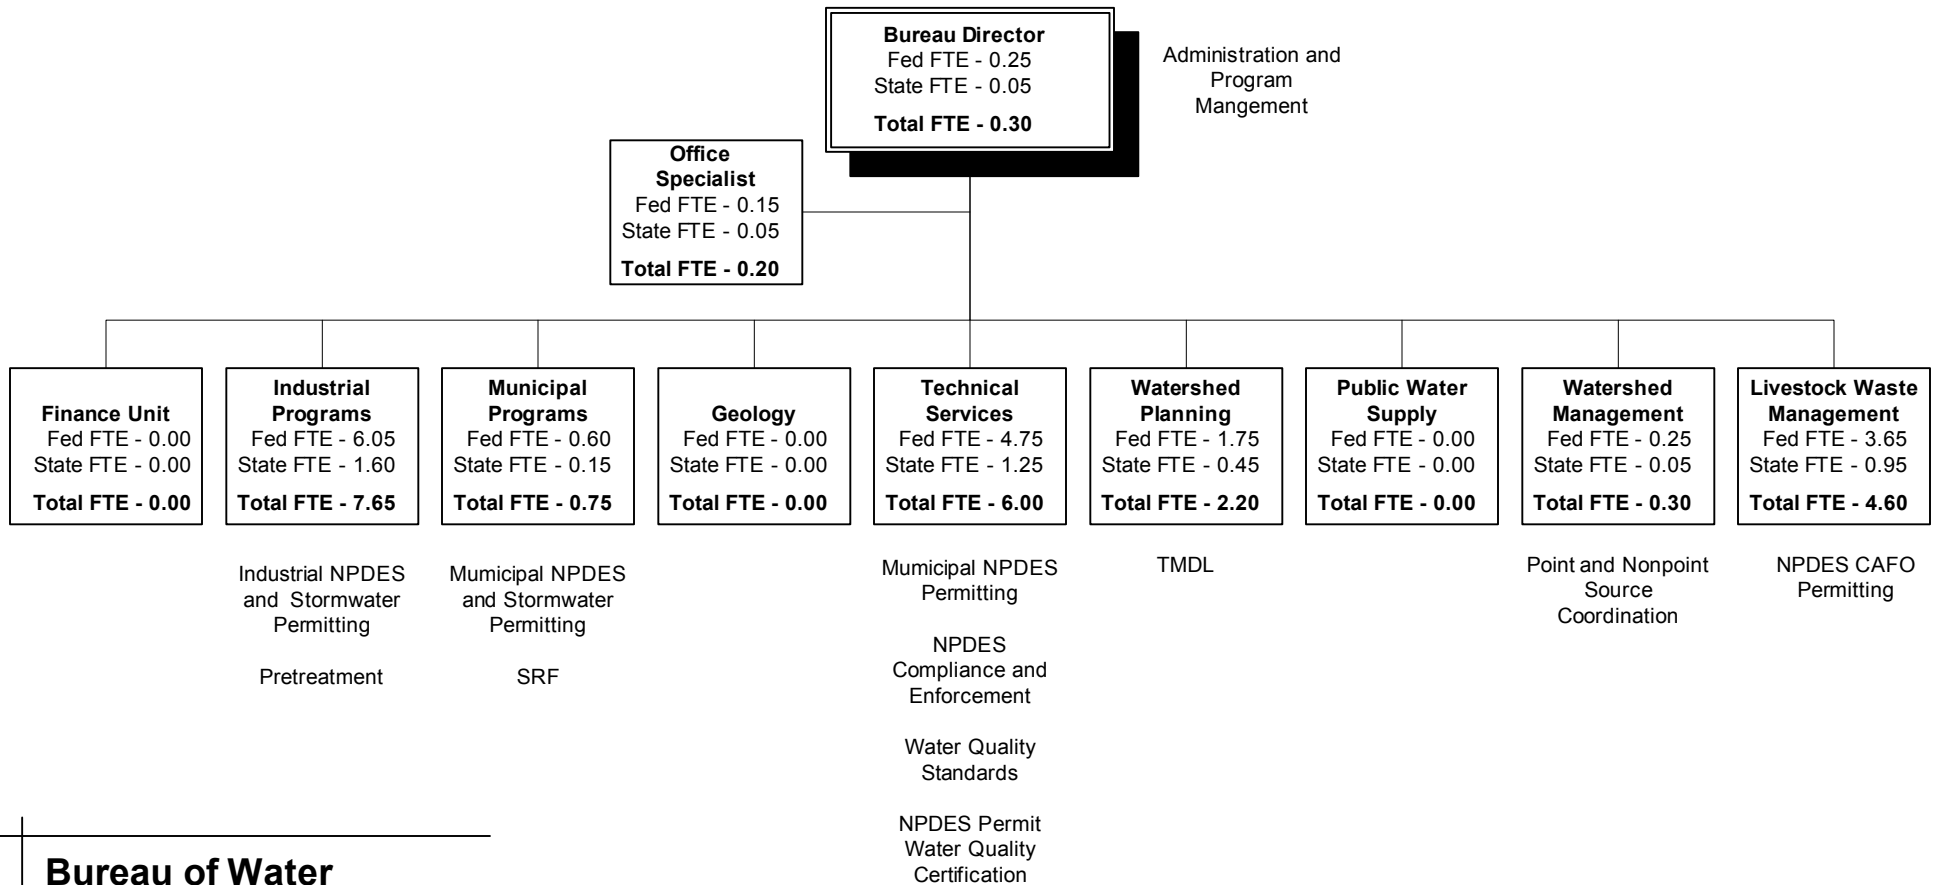 Bureau Director
Fed FTE - 0.25
State FTE - 0.05
Total FTE - 0.30
Administration and
Program
Mangement
Office
Specialist
Fed FTE - 0.15
State FTE - 0.05
Total FTE - 0.20
Finance Unit
Fed FTE - 0.00
State FTE - 0.00
Total FTE - 0.00
Industrial
Programs
Fed FTE - 6.05
State FTE - 1.60
Total FTE - 7.65
Municipal
Programs
Fed FTE - 0.60
State FTE - 0.15
Total FTE - 0.75
Geology
Fed FTE - 0.00
State FTE - 0.00
Total FTE - 0.00
Technical
Services
Fed FTE - 4.75
State FTE - 1.25
Total FTE - 6.00
Watershed
Planning
Fed FTE - 1.75
State FTE - 0.45
Total FTE - 2.20
Public Water
Supply
Fed FTE - 0.00
State FTE - 0.00
Total FTE - 0.00
Watershed
Management
Fed FTE - 0.25
State FTE - 0.05
Total FTE - 0.30
Livestock Waste
Management
Fed FTE - 3.65
State FTE - 0.95
Total FTE - 4.60
Industrial NPDES
and Stormwater
Permitting
Pretreatment
Mumicipal NPDES
and Stormwater
Permitting
SRF
Mumicipal NPDES
Permitting
NPDES
Compliance and
Enforcement
Water Quality
Standards
NPDES Permit
Water Quality
Certification
TMDL
Point and Nonpoint
Source
Coordination
NPDES CAFO
Permitting
Bureau of Water